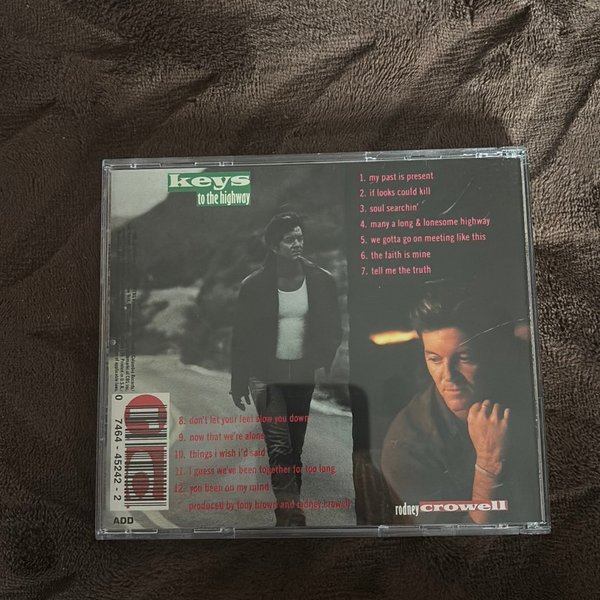 keys
to the highway
1. my past is present
2. if looks could kill
3. soul searchin'
4. many a long & lonesome highway
5. we gotta go on meeting like this
6. the faith is mine
7. tell me the truth
8. don't let your feet slow you down
9. now that we're alone
10. things i wish i'd said
11. I guess we've been together for too long
12. you been on my mind
produced by tony brown and rodney crowell
rodney crowell
Columbia Records
0 7464-45242-2
ADD